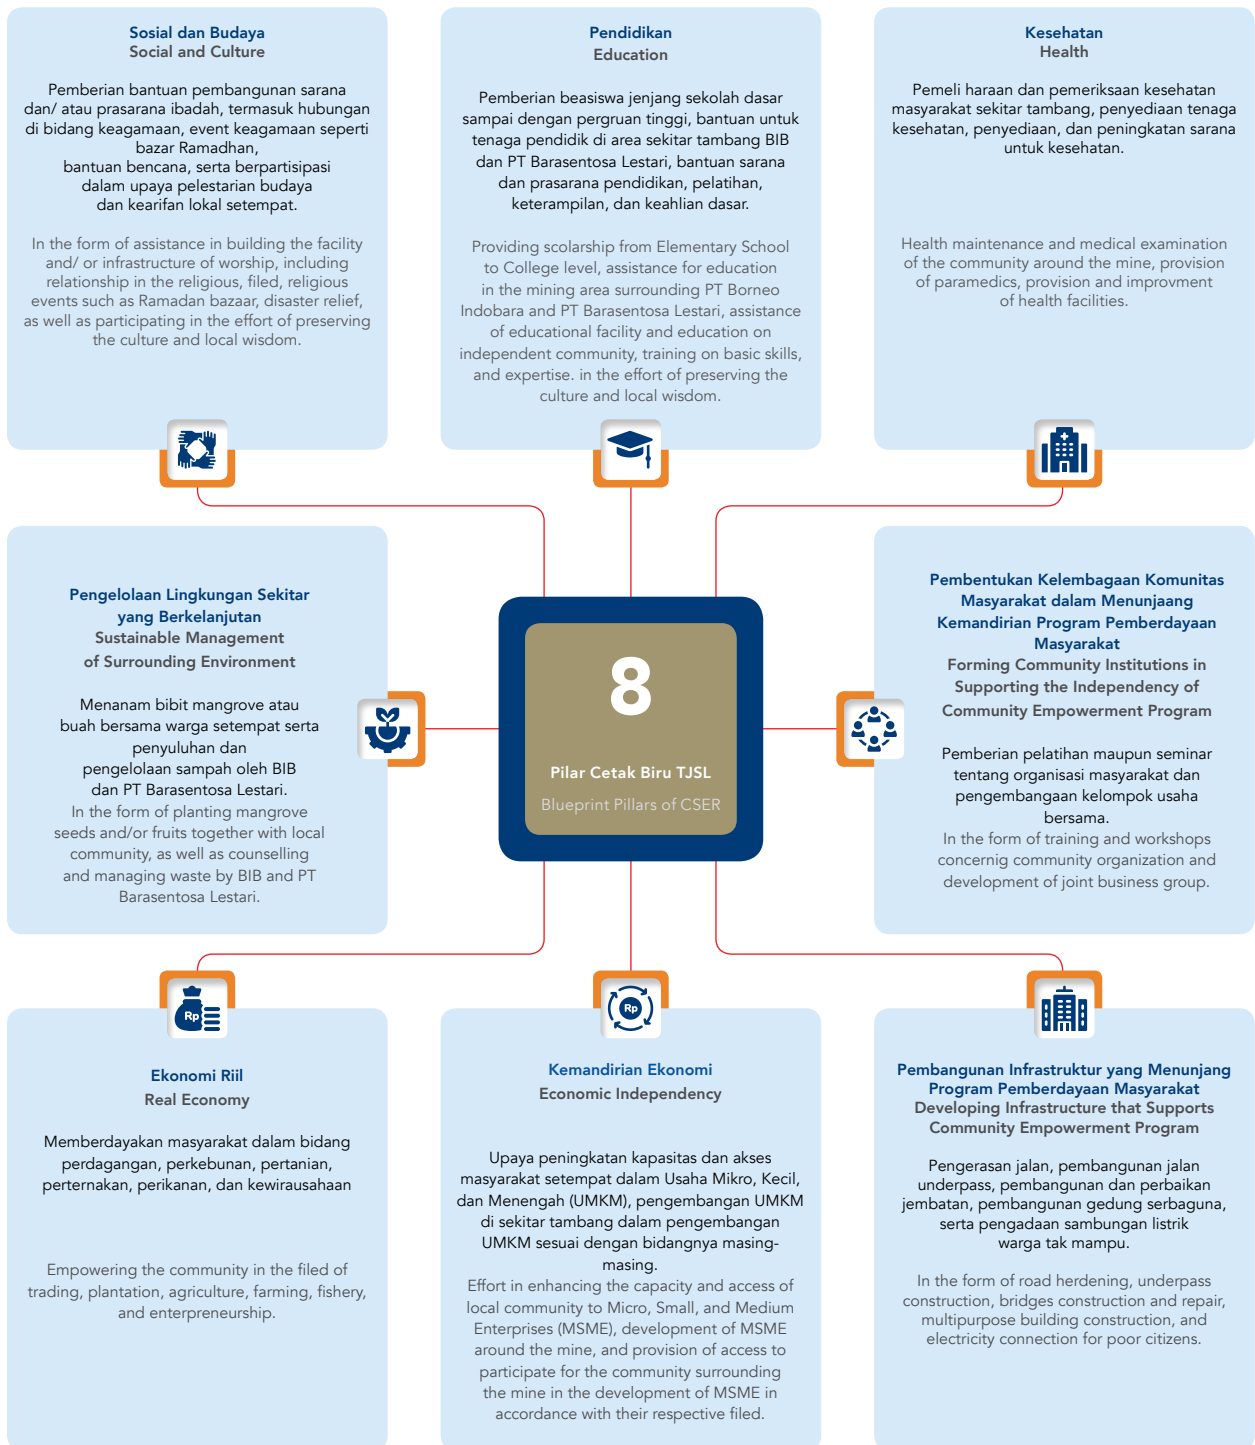 Sosial dan Budaya
Social and Culture
Pemberian bantuan pembangunan sarana
dan/ atau prasarana ibadah, termasuk hubungan
di bidang keagamaan, event keagamaan seperti
bazar Ramadhan,
bantuan bencana, serta berpartisipasi
dalam upaya pelestarian budaya
dan kearifan lokal setempat.
In the form of assistance in building the facility
and/ or infrastructure of worship, including
relationship in the religious, filed, religious
events such as Ramadan bazaar, disaster relief,
as well as participating in the effort of preserving
the culture and local wisdom.
Pendidikan
Education
Pemberian beasiswa jenjang sekolah dasar
sampai dengan pergruan tinggi, bantuan untuk
tenaga pendidik di area sekitar tambang BIB
dan PT Barasentosa Lestari, bantuan sarana
dan prasarana pendidikan, pelatihan,
keterampilan, dan keahlian dasar.
Providing scolarship from Elementary School
to College level, assistance for education
in the mining area surrounding PT Borneo
Indobara and PT Barasentosa Lestari, assistance
of educational facility and education on
independent community, training on basic skills,
and expertise. in the effort of preserving the
culture and local wisdom.
Kesehatan
Health
Pemeli haraan dan pemeriksaan kesehatan
masyarakat sekitar tambang, penyediaan tenaga
kesehatan, penyediaan, dan peningkatan sarana
untuk kesehatan.
Health maintenance and medical examination
of the community around the mine, provision
of paramedics, provision and improvment
of health facilities.
Pengelolaan Lingkungan Sekitar
yang Berkelanjutan
Sustainable Management
of Surrounding Environment
Menanam bibit mangrove atau
buah bersama warga setempat serta
penyuluhan dan
pengelolaan sampah oleh BIB
dan PT Barasentosa Lestari.
In the form of planting mangrove
seeds and/or fruits together with local
community, as well as counselling
and managing waste by BIB and PT
Barasentosa Lestari.
8
Pilar Cetak Biru TJSL
Blueprint Pillars of CSER
Pembentukan Kelembagaan Komunitas
Masyarakat dalam Menunjaang
Kemandirian Program Pemberdayaan
Masyarakat
Forming Community Institutions in
Supporting the Independency of
Community Empowerment Program
Pemberian pelatihan maupun seminar
tentang organisasi masyarakat dan
pengembangaan kelompok usaha
bersama.
In the form of training and workshops
concernig community organization and
development of joint business group.
Rp
Ekonomi Riil
Real Economy
Memberdayakan masyarakat dalam bidang
perdagangan, perkebunan, pertanian,
perternakan, perikanan, dan kewirausahaan
Empowering the community in the filed of
trading, plantation, agriculture, farming, fishery,
and enterpreneurship.
Rp
Kemandirian Ekonomi
Economic Independency
Upaya peningkatan kapasitas dan akses
masyarakat setempat dalam Usaha Mikro, Kecil,
dan Menengah (UMKM), pengembangan UMKM
di sekitar tambang dalam pengembangan
UMKM sesuai dengan bidangnya masing-
masing.
Effort in enhancing the capacity and access of
local community to Micro, Small, and Medium
Enterprises (MSME), development of MSME
around the mine, and provision of access to
participate for the community surrounding
the mine in the development of MSME in
accordance with their respective filed.
Pembangunan Infrastruktur yang Menunjang
Program Pemberdayaan Masyarakat
Developing Infrastructure that Supports
Community Empowerment Program
Pengerasan jalan, pembangunan jalan
underpass, pembangunan dan perbaikan
jembatan, pembangunan gedung serbaguna,
serta pengadaan sambungan listrik
warga tak mampu.
In the form of road herdening, underpass
construction, bridges construction and repair,
multipurpose building construction, and
electricity connection for poor citizens.